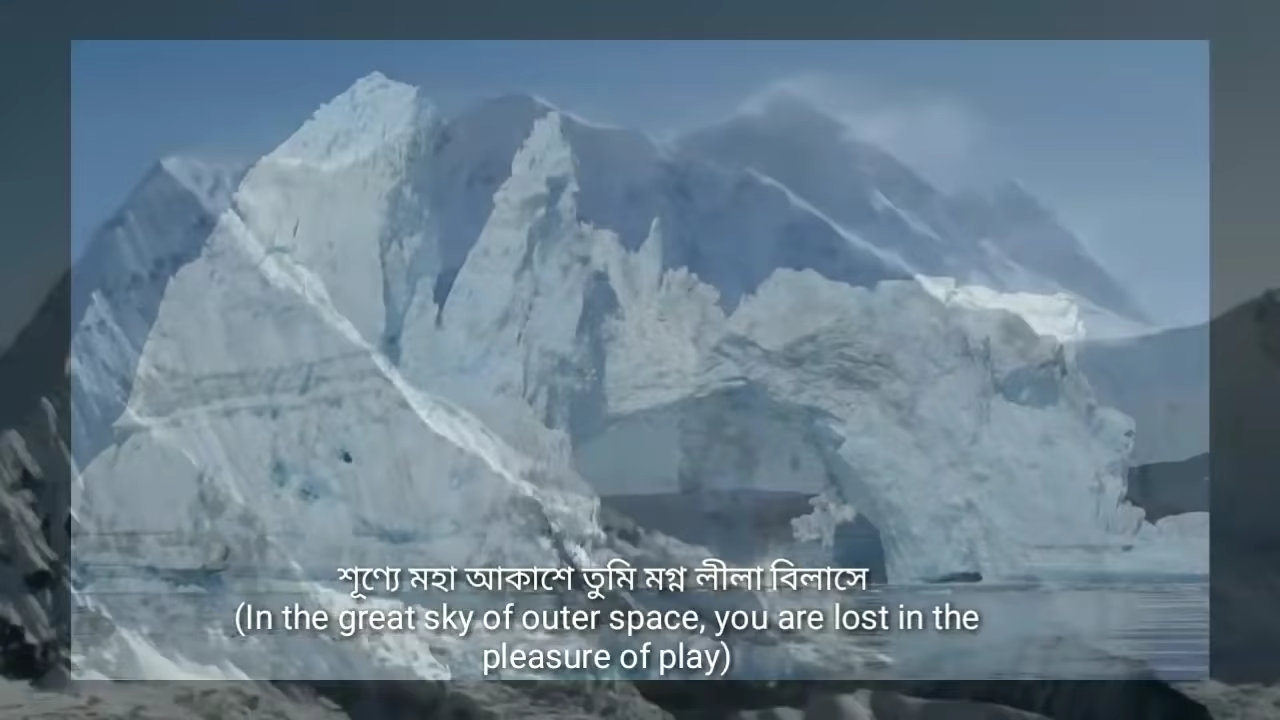 শূণ্যে মহা আকাশে তুমি মগ্ন লীলা বিলাসে
(In the great sky of outer space, you are lost in the
pleasure of play)